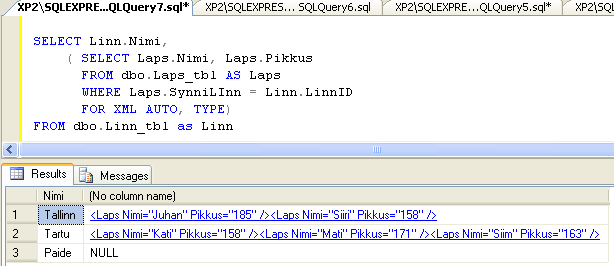 XP2\SQLEXPRE...QLQuery7.sql* XP2\SQLEXPRES... SQLQuery6.sql XP2\SQLEXPRE...QLQuery5.sql* XP2\S
SELECT Linn.Nimi,
( SELECT Laps.Nimi, Laps.Pikkus
FROM dbo.Laps_tbl AS Laps
WHERE Laps.SynniLInn = Linn.LinnID
FOR XML AUTO, TYPE)
FROM dbo.Linn_tbl as Linn
Results Messages
Nimi (No column name)
1 Tallinn <Laps Nimi="Juhan" Pikkus="185" /><Laps Nimi="Siiri" Pikkus="158" />
2 Tartu <Laps Nimi="Kati" Pikkus="158" /><Laps Nimi="Mati" Pikkus="171" /><Laps Nimi="Siim" Pikkus="163" />
3 Paide NULL